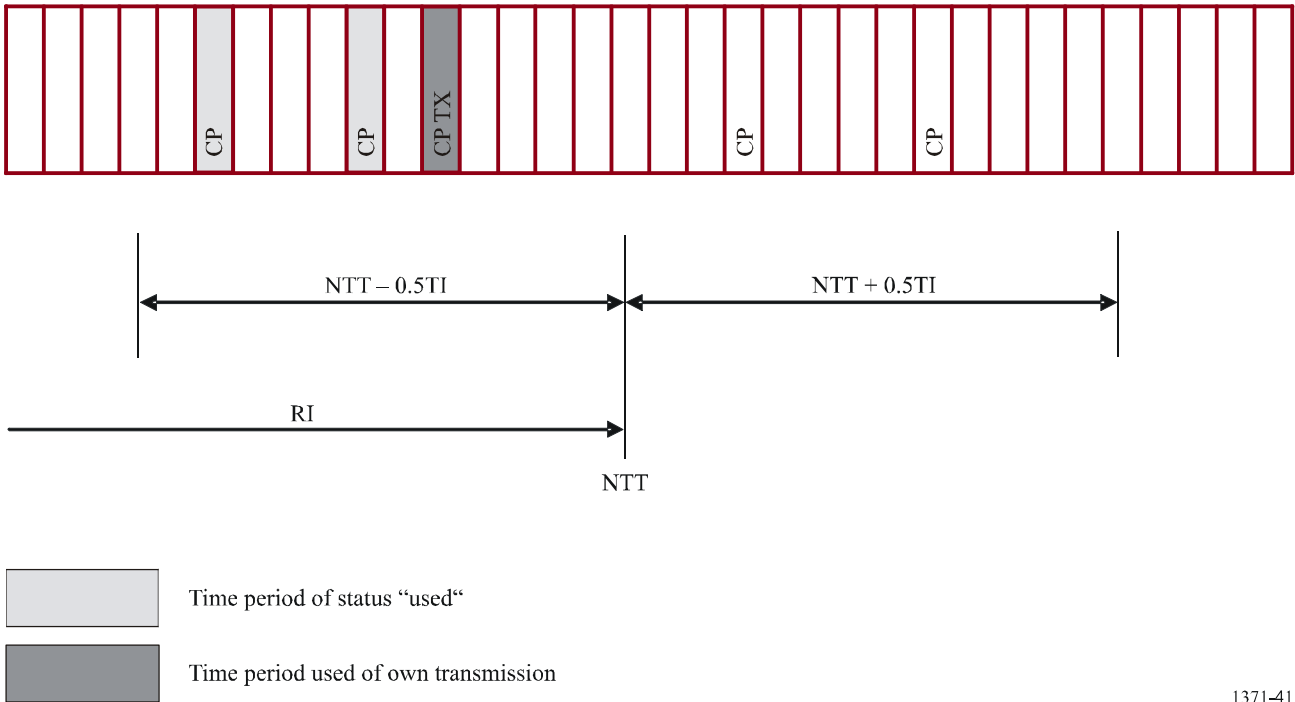 CP
CP
CP TX
CP
CP
NTT – 0.5TI
NTT + 0.5TI
RI
NTT
Time period of status “used“
Time period used of own transmission
1371-41